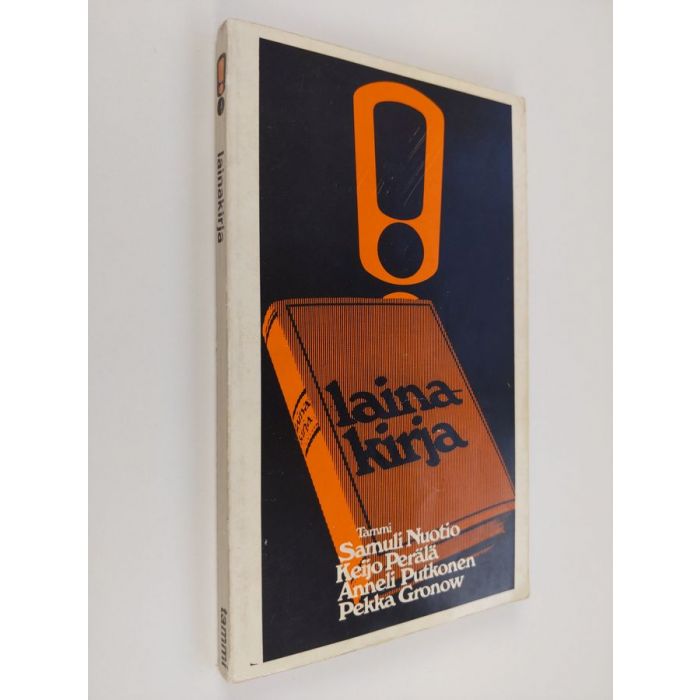 lainakirja
tammi
laina-
kirja
laina
kirja
Tammi
Samuli Nuotio
Keijo Perälä
Anneli Putkonen
Pekka Gronow